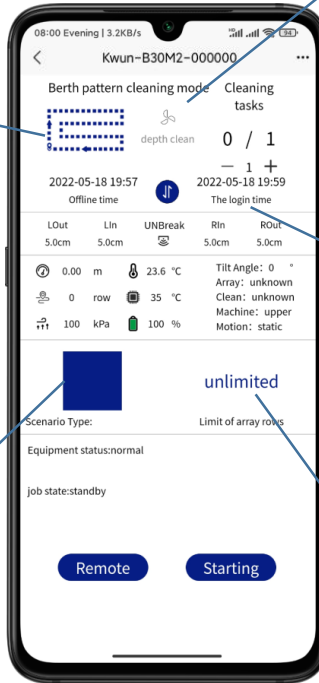 08:00 Evening | 3.2KB/s 94
Kwun-B30M2-000000
Berth pattern cleaning mode Cleaning tasks
depth clean 0 / 1
— 1 +
2022-05-18 19:57 2022-05-18 19:59
Offline time The login time
LOut LIn UNBreak RIn ROut
5.0cm 5.0cm 5.0cm 5.0cm
0.00 m 23.6 °C Tilt Angle: 0 °
Array: unknown
0 row 35 °C Clean: unknown
Machine: upper
100 kPa 100 % Motion: static
unlimited
Scenario Type: Limit of array rows
Equipment status:normal
job state:standby
Remote Starting